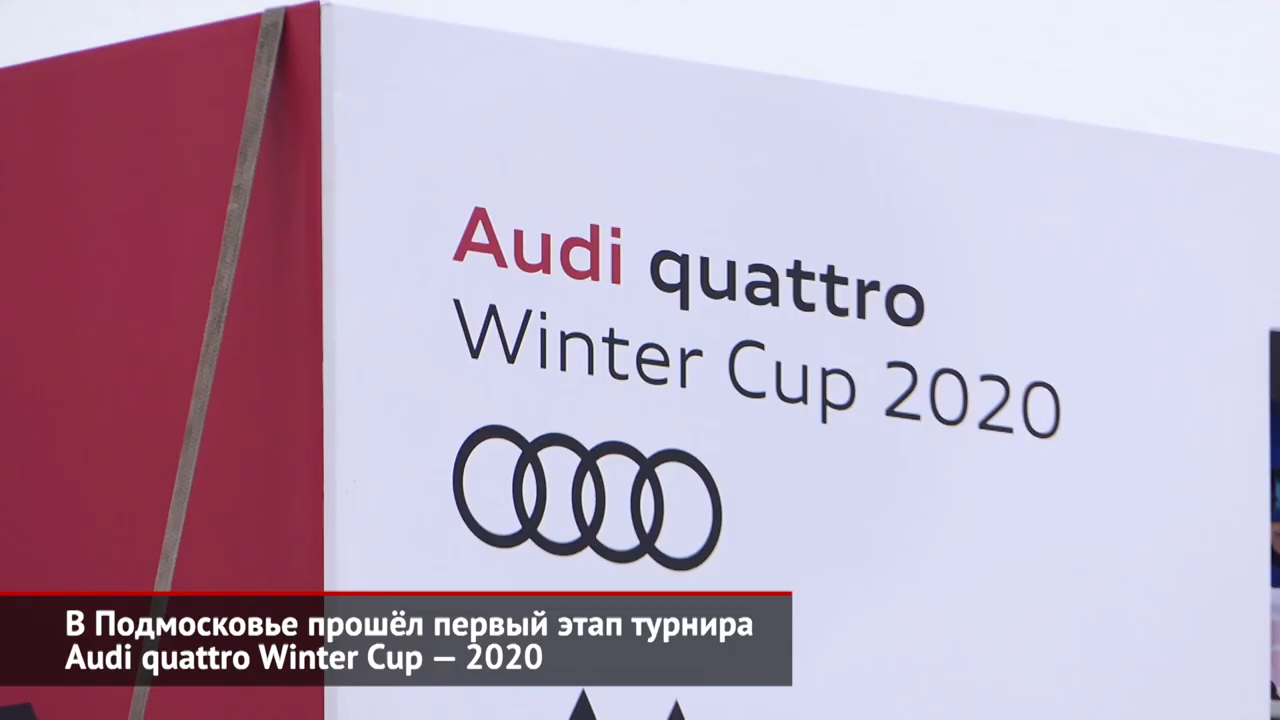 Audi quattro
Winter Cup 2020
В Подмосковье прошёл первый этап турнира
Audi quattro Winter Cup — 2020